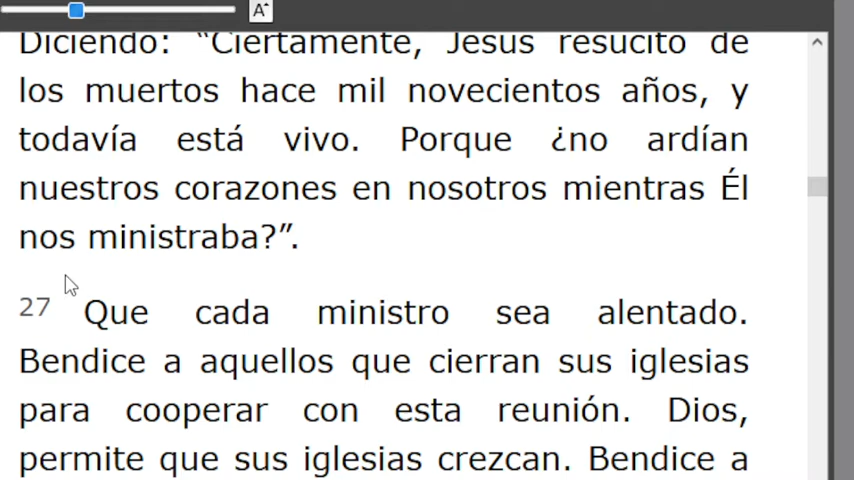 A
Diciendo: “Ciertamente, Jesús resucitó de
los muertos hace mil novecientos años, y
todavía está vivo. Porque ¿no ardían
nuestros corazones en nosotros mientras Él
nos ministraba?”.
27 Que cada ministro sea alentado.
Bendice a aquellos que cierran sus iglesias
para cooperar con esta reunión. Dios,
permite que sus iglesias crezcan. Bendice a